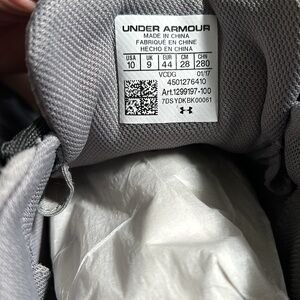 UNDER ARMOUR
MADE IN CHINA
FABRIQUÉ EN CHINE
HECHO EN CHINA
USA UK EUR CM CHN
10 9 44 28 280
VCDG 01/17
4501276410
Art.1299197-100
7DSYDKBK00061